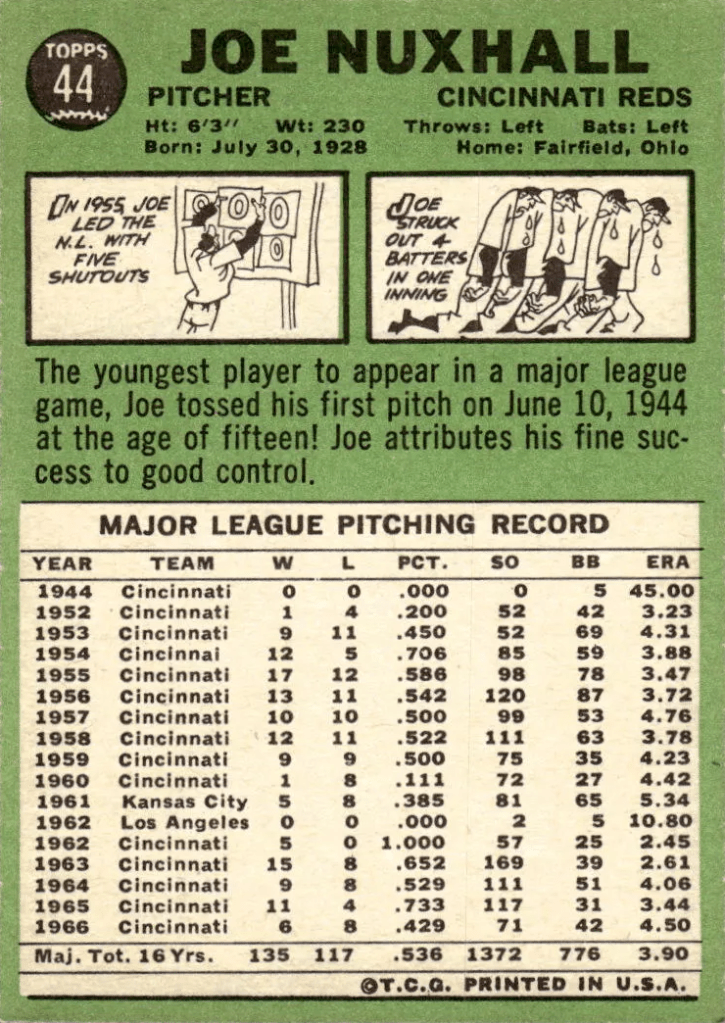 TOPPS
44
JOE NUXHALL
PITCHER CINCINNATI REDS
Ht: 6'3" Wt: 230 Throws: Left Bats: Left
Born: July 30, 1928 Home: Fairfield, Ohio
IN 1955, JOE
LED THE
N.L. WITH
FIVE
SHUTOUTS
0 0 0
0
JOE
STRUCK
OUT 4
BATTERS
IN ONE
INNING
The youngest player to appear in a major league
game, Joe tossed his first pitch on June 10, 1944
at the age of fifteen! Joe attributes his fine suc-
cess to good control.
MAJOR LEAGUE PITCHING RECORD
YEAR TEAM W L PCT. SO BB ERA
1944 Cincinnati 0 0 .000 0 5 45.00
1952 Cincinnati 1 4 .200 52 42 3.23
1953 Cincinnati 9 11 .450 52 69 4.31
1954 Cincinnai 12 5 .706 85 59 3.88
1955 Cincinnati 17 12 .586 98 78 3.47
1956 Cincinnati 13 11 .542 120 87 3.72
1957 Cincinnati 10 10 .500 99 53 4.76
1958 Cincinnati 12 11 .522 111 63 3.78
1959 Cincinnati 9 9 .500 75 35 4.23
1960 Cincinnati 1 8 .111 72 27 4.42
1961 Kansas City 5 8 .385 81 65 5.34
1962 Los Angeles 0 0 .000 2 5 10.80
1962 Cincinnati 5 0 1.000 57 25 2.45
1963 Cincinnati 15 8 .652 169 39 2.61
1964 Cincinnati 9 8 .529 111 51 4.06
1965 Cincinnati 11 4 .733 117 31 3.44
1966 Cincinnati 6 8 .429 71 42 4.50
Maj. Tot. 16 Yrs. 135 117 .536 1372 776 3.90
©T.C.G. PRINTED IN U.S.A.